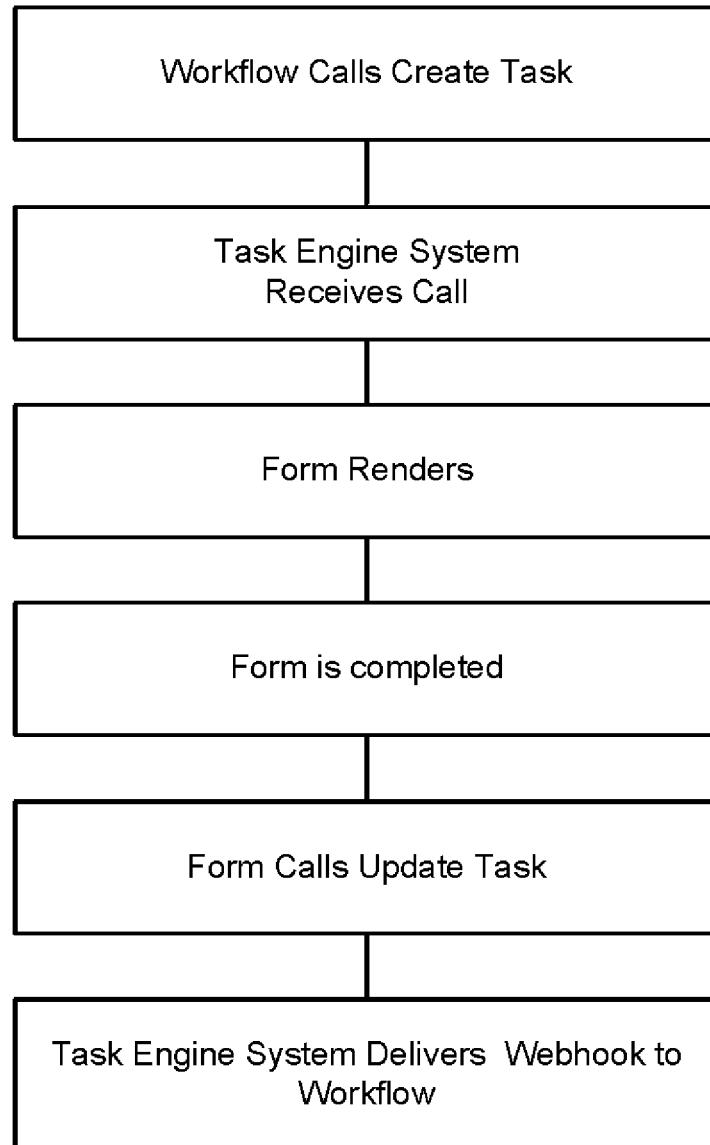 Workflow Calls Create Task
Task Engine System
Receives Call
Form Renders
Form is completed
Form Calls Update Task
Task Engine System Delivers  Webhook to
Workflow